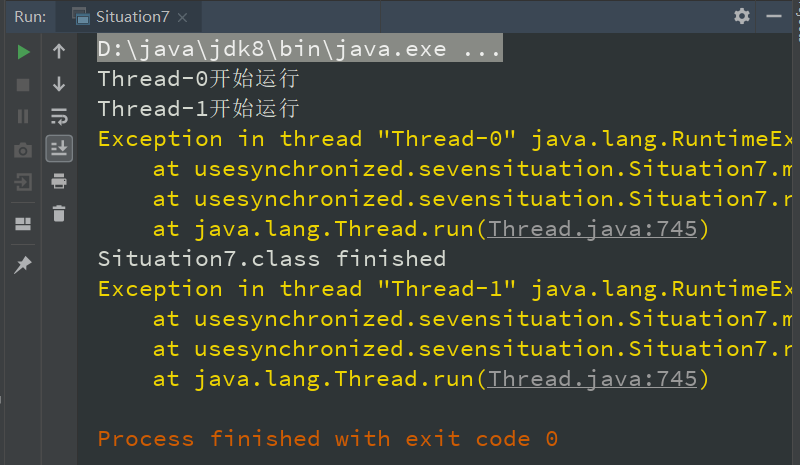 Run: Situation7
D:\java\jdk8\bin\java.exe ...
Thread-0开始运行
Thread-1开始运行
Exception in thread "Thread-0" java.lang.RuntimeEx
at usesynchronized.sevensituation.Situation7.m
at usesynchronized.sevensituation.Situation7.r
at java.lang.Thread.run(Thread.java:745)
Situation7.class finished
Exception in thread "Thread-1" java.lang.RuntimeEx
at usesynchronized.sevensituation.Situation7.m
at usesynchronized.sevensituation.Situation7.r
at java.lang.Thread.run(Thread.java:745)
Process finished with exit code 0